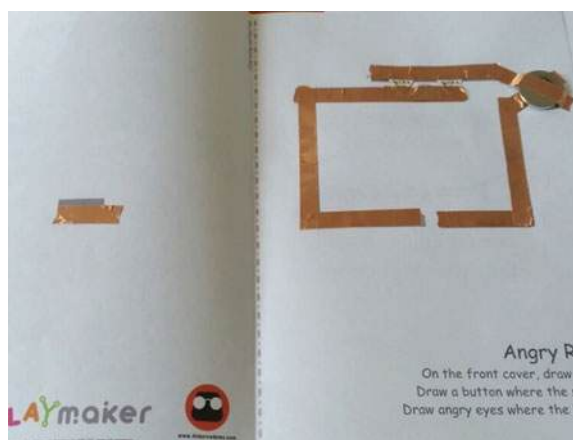 LAYmaker
Angry R
On the front cover, draw
Draw a button where the
Draw angry eyes where the